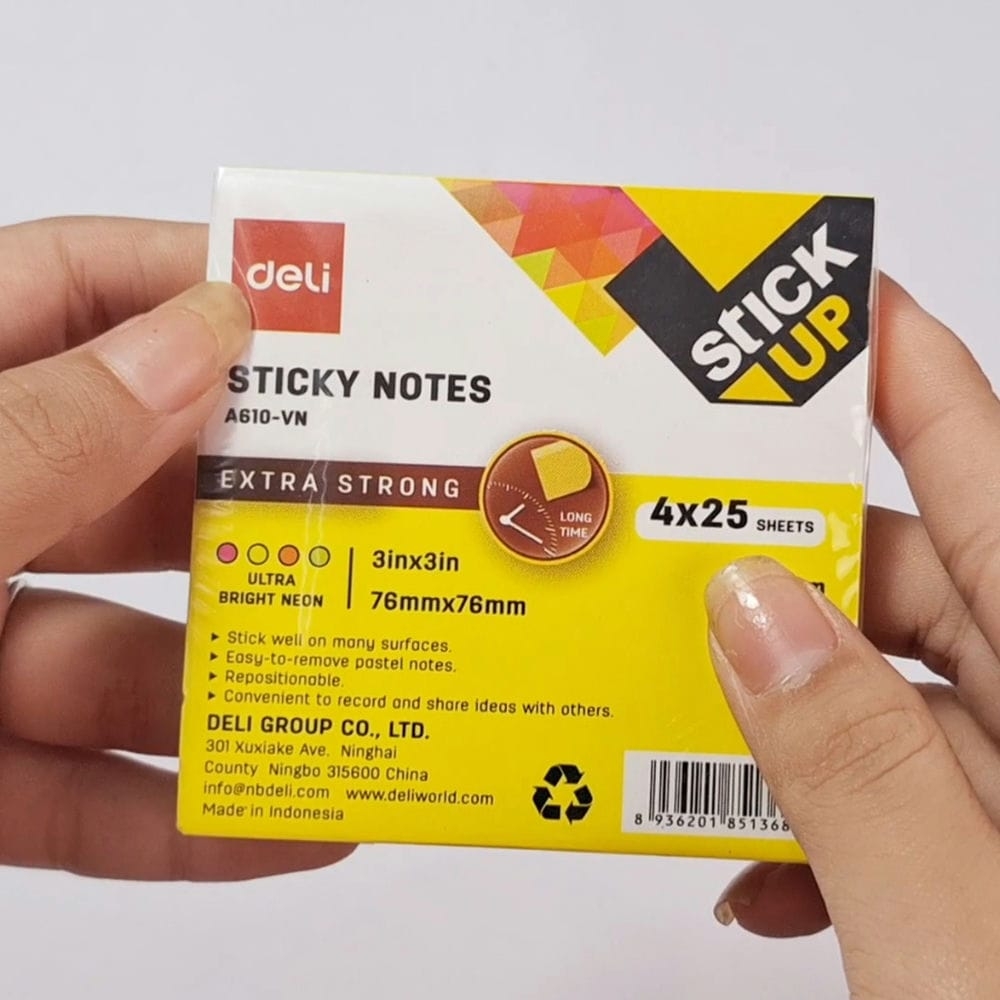 deli
STICK
UP
STICKY NOTES
A610-VN
EXTRA STRONG
LONG
TIME
4x25 SHEETS
ULTRA
BRIGHT NEON
3inx3in
76mmx76mm
▸ Stick well on many surfaces.
▸ Easy-to-remove pastel notes.
▸ Repositionable.
▸ Convenient to record and share ideas with others.
DELI GROUP CO., LTD.
301 Xuxiake Ave. Ninghai
County Ningbo 315600 China
info@nbdeli.com www.deliworld.com
Made in Indonesia
8 936201 851368